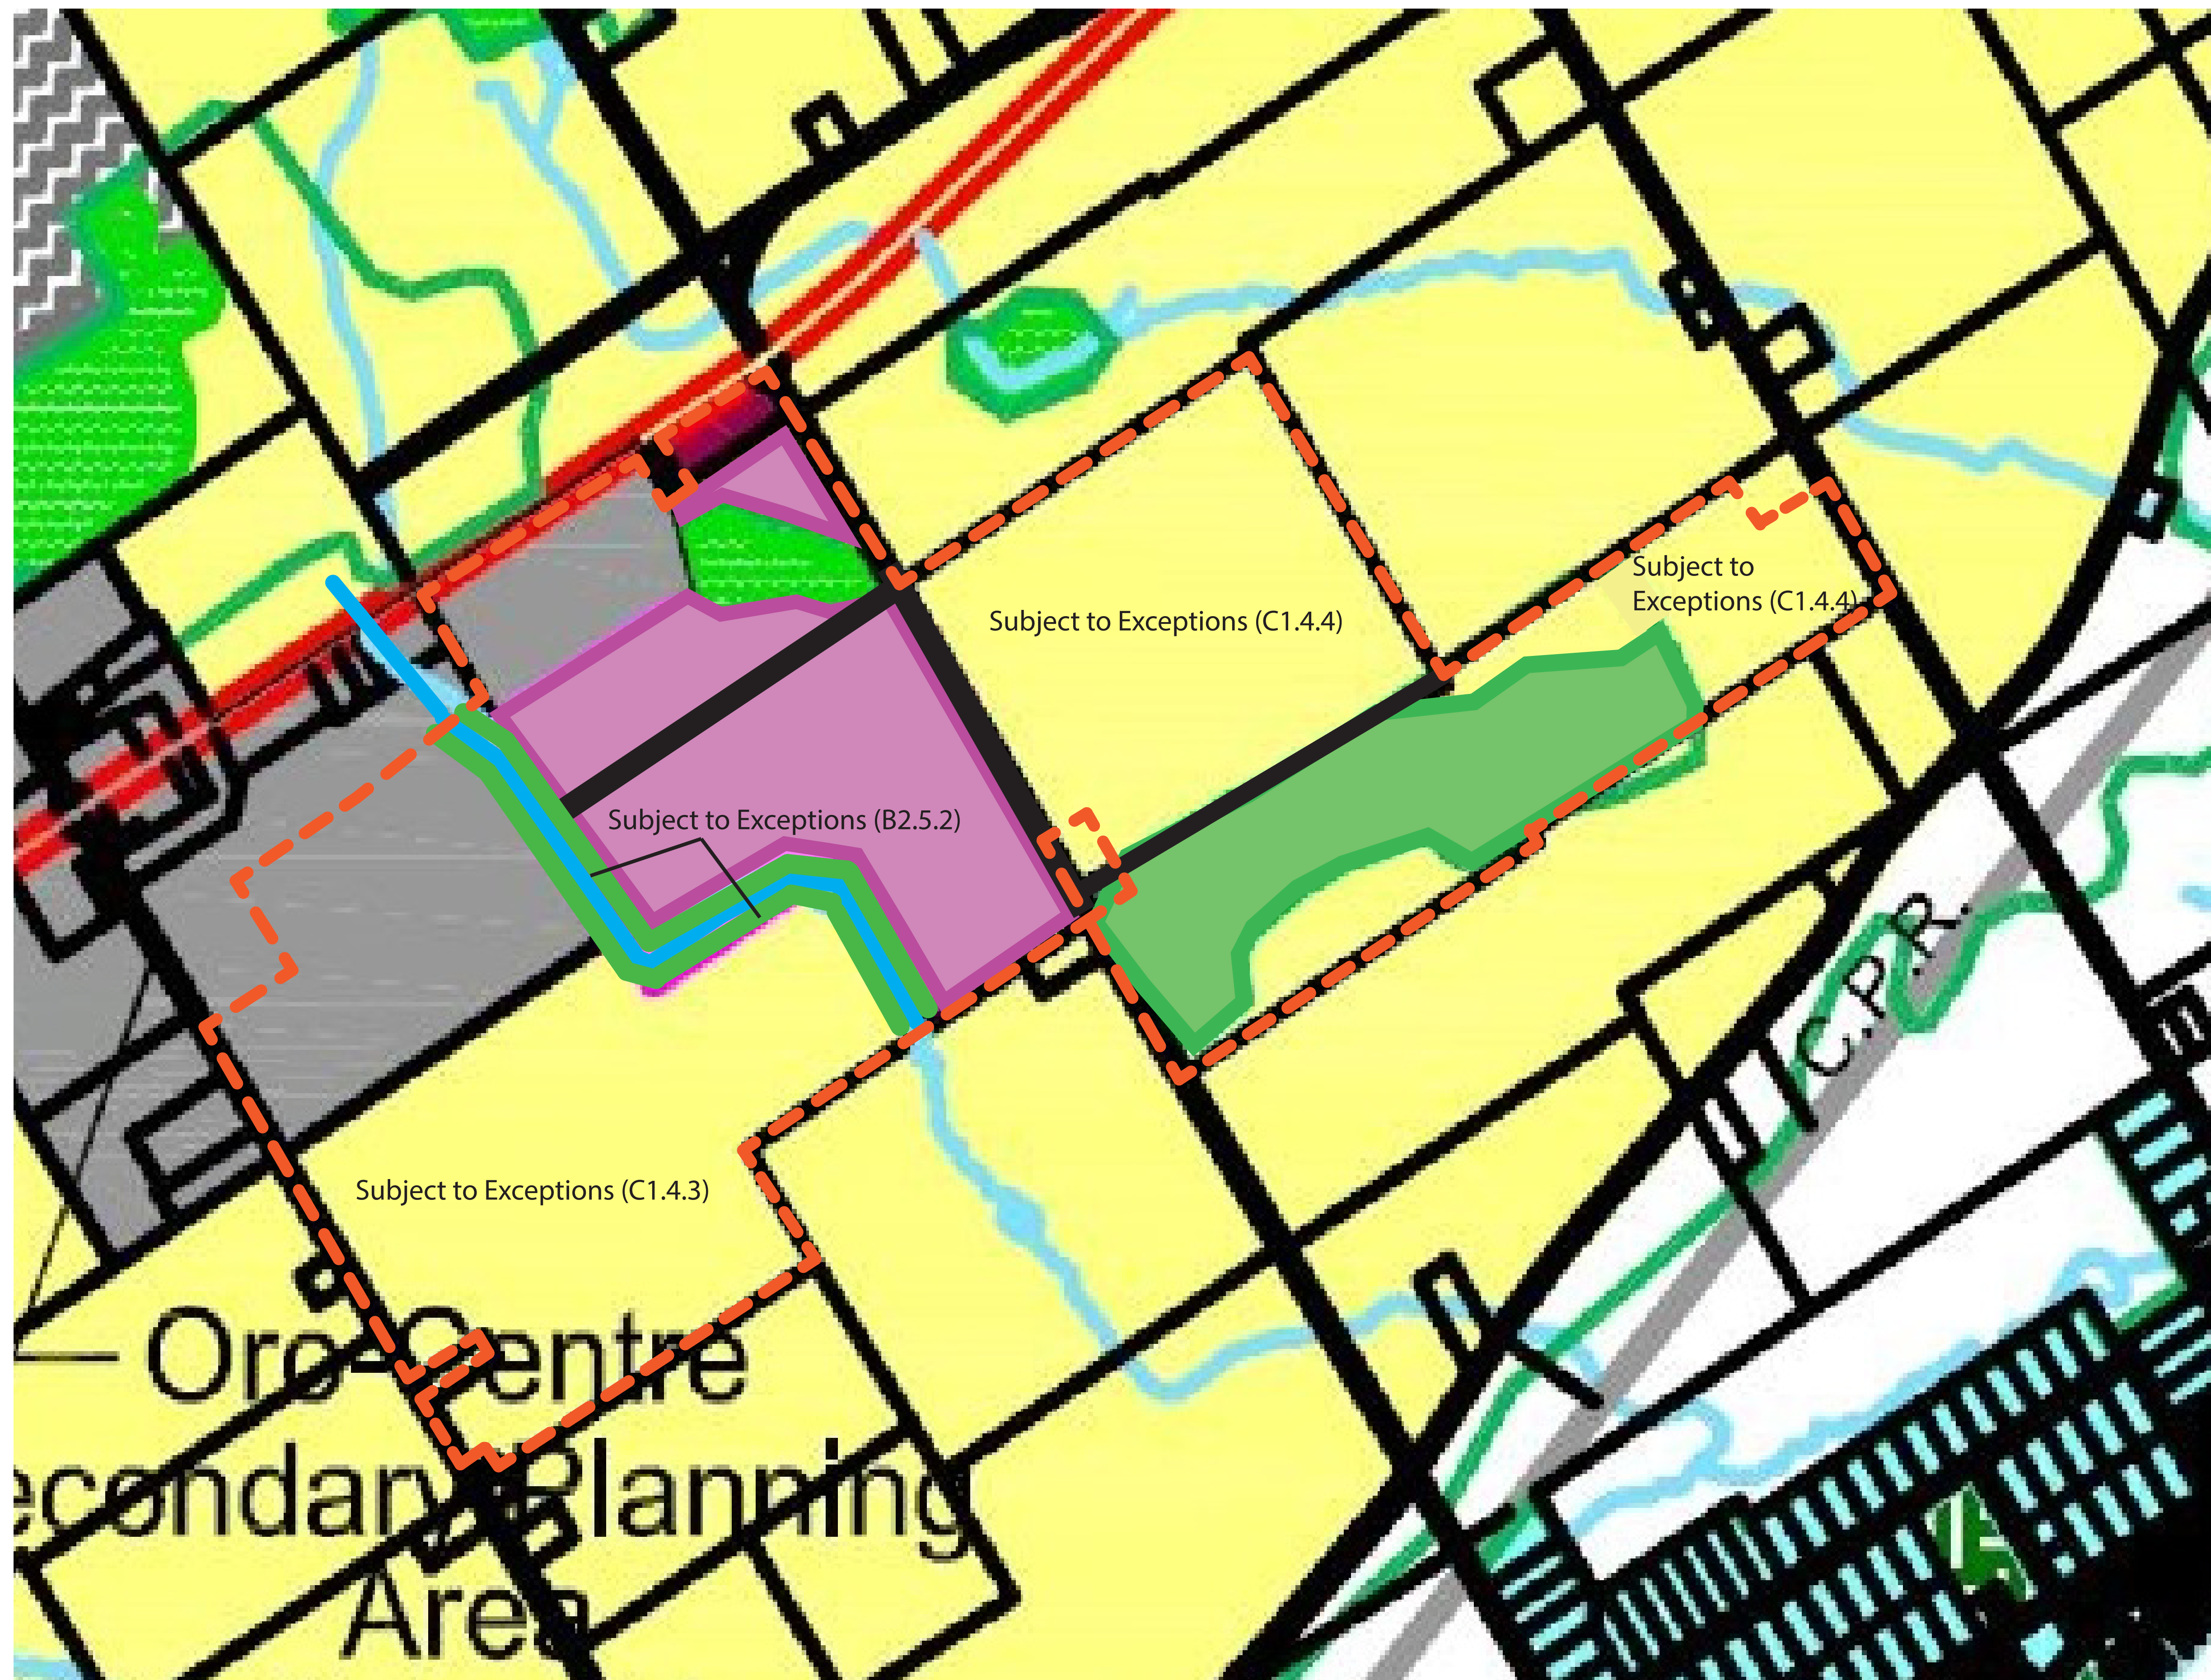 Subject to
Exceptions (C1.4.4)
Subject to Exceptions (C1.4.4)
Subject to Exceptions (B2.5.2)
C.P.R.
Subject to Exceptions (C1.4.3)
Oro-Centre
econdary Planning
Area